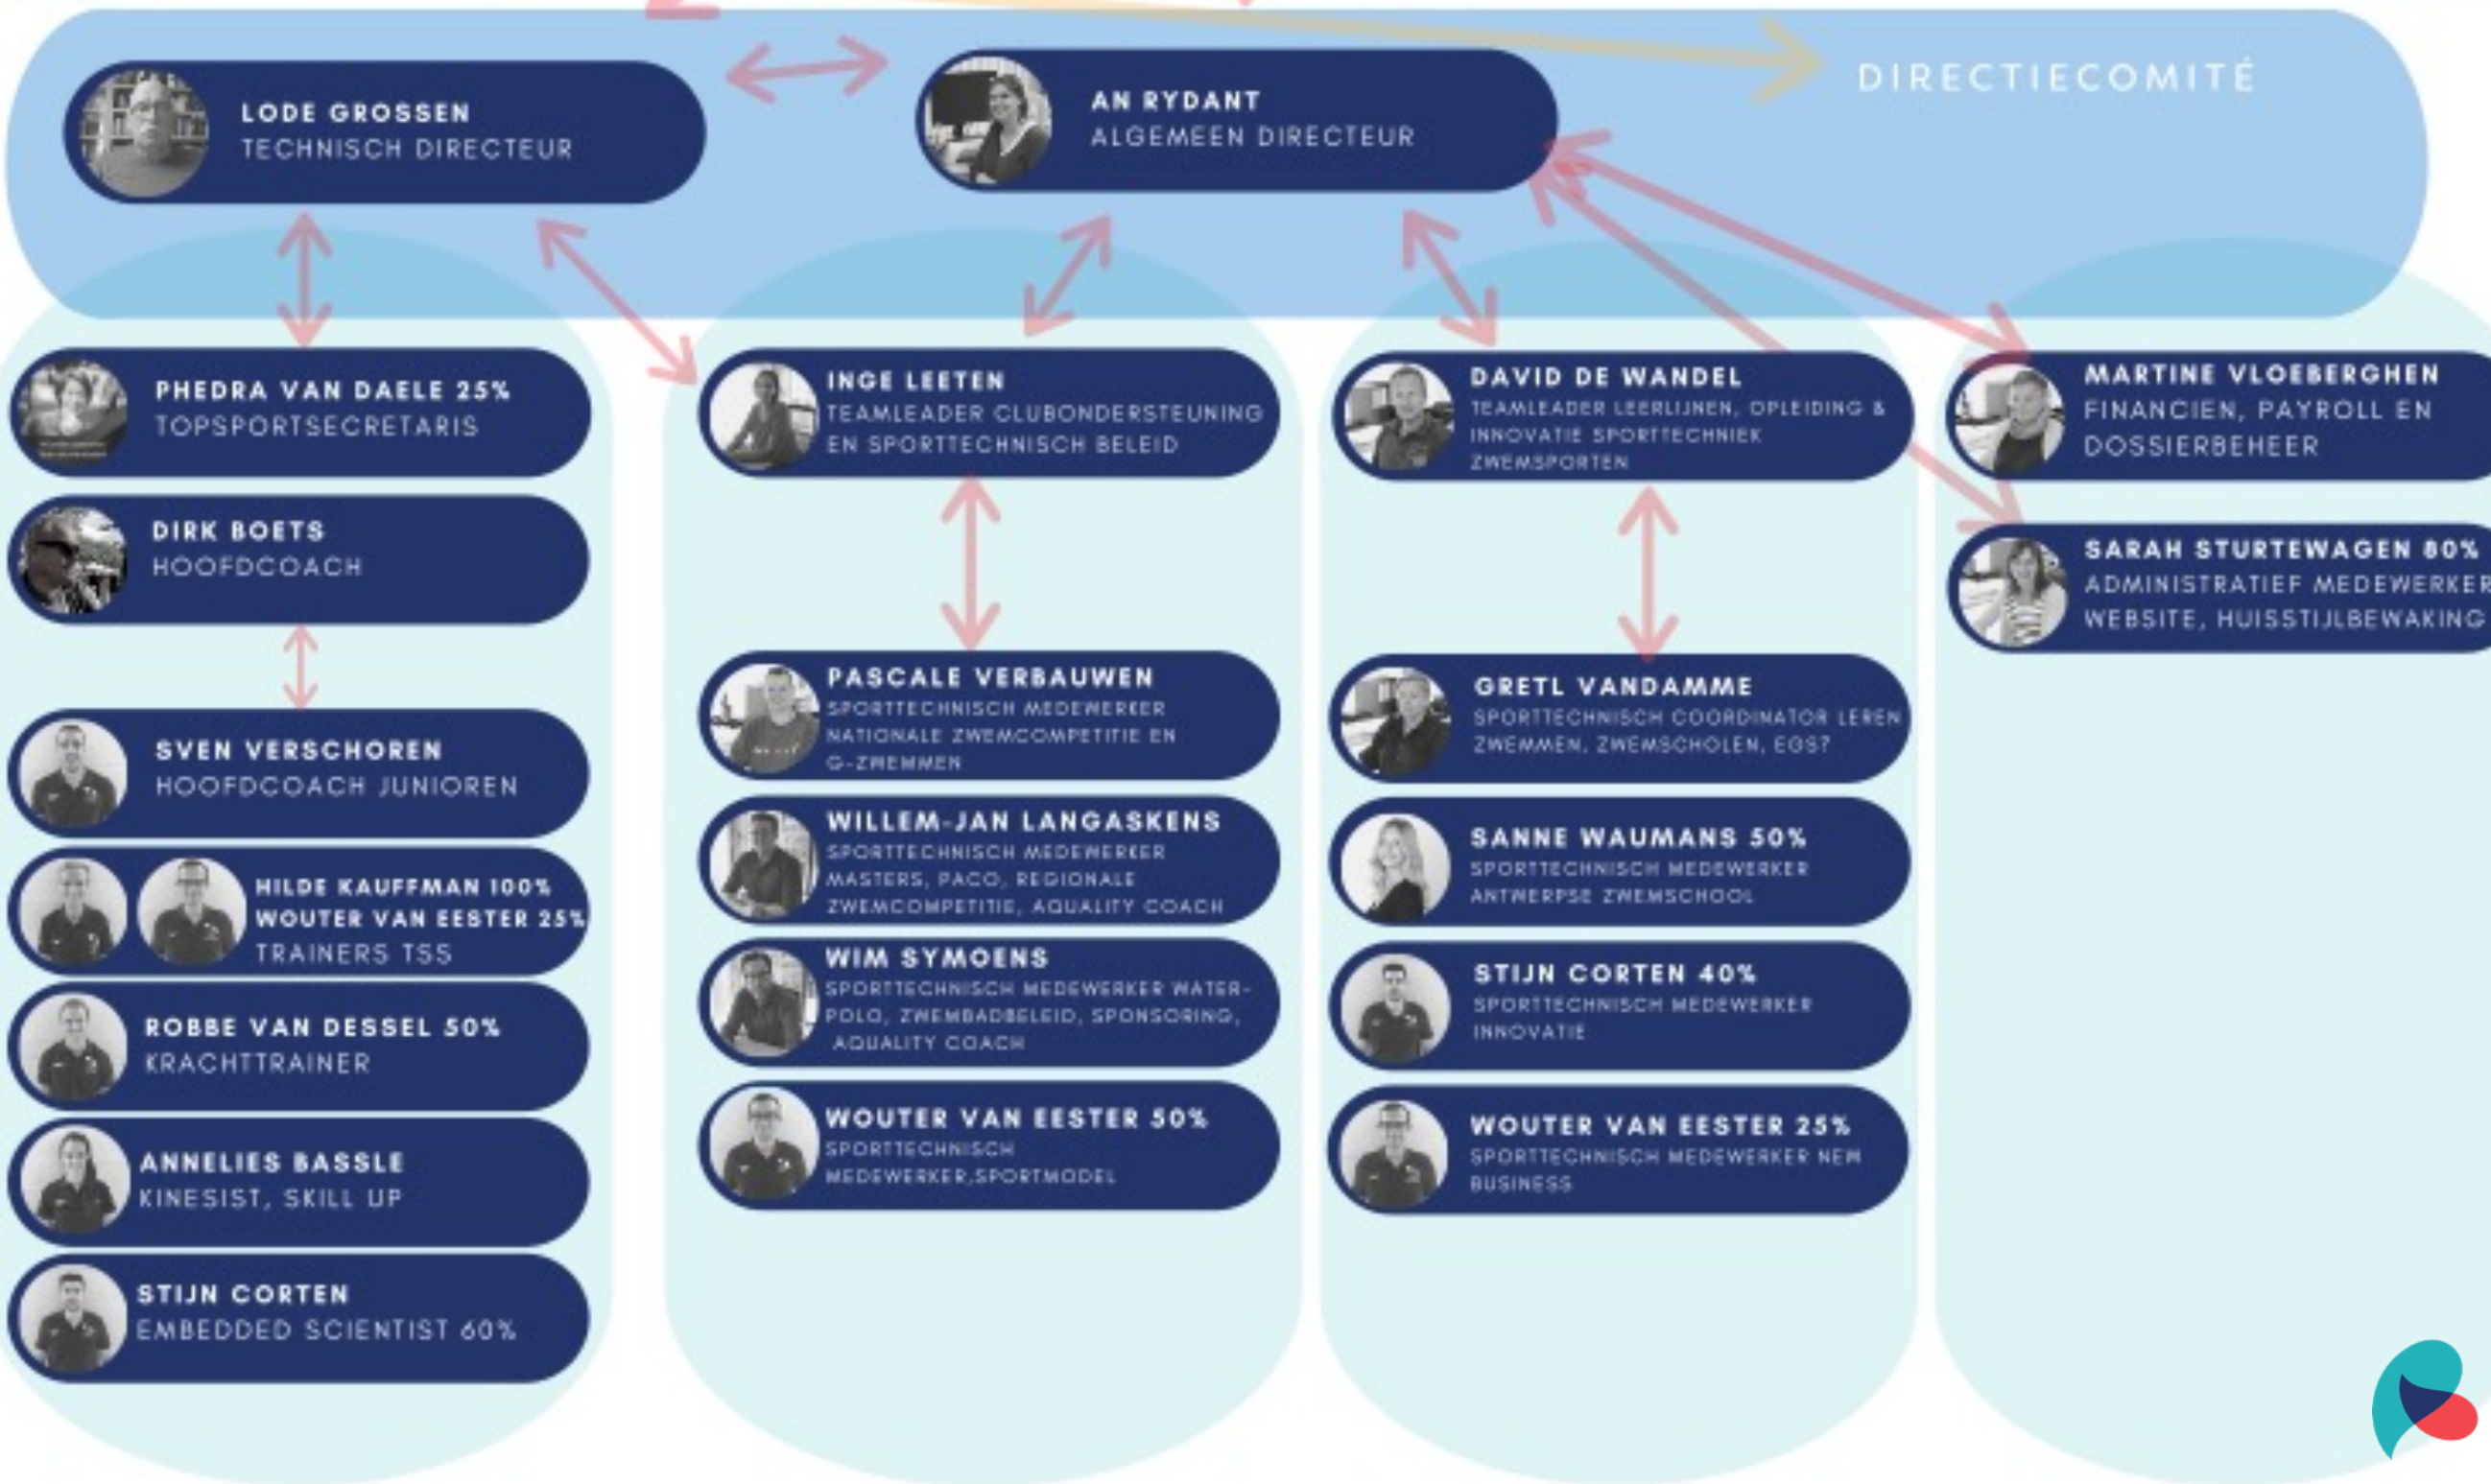 DIRECTIECOMITÉ
LODE GROSSEN
TECHNISCH DIRECTEUR
AN RYDANT
ALGEMEEN DIRECTEUR
PHEDRA VAN DAELE 25%
TOPSPORTSECRETARIS
DIRK BOETS
HOOFDCOACH
SVEN VERSCHOREN
HOOFDCOACH JUNIOREN
HILDE KAUFFMAN 100%
WOUTER VAN EESTER 25%
TRAINERS TSS
ROBBE VAN DESSEL 50%
KRACHTTRAINER
ANNELIES BASSLE
KINESIST, SKILL UP
STIJN CORTEN
EMBEDDED SCIENTIST 60%
INGE LEETEN
TEAMLEADER CLUBONDERSTEUNING
EN SPORTTECHNISCH BELEID
PASCALE VERBAUWEN
SPORTTECHNISCH MEDEWERKER
NATIONALE ZWEMCOMPETITIE EN
G-ZWEMMEN
WILLEM-JAN LANGASKENS
SPORTTECHNISCH MEDEWERKER
MASTERS, PACO, REGIONALE
ZWEMCOMPETITIE, AQUALITY COACH
WIM SYMOENS
SPORTTECHNISCH MEDEWERKER WATER-
POLO, ZWEMBADBELEID, SPONSORING,
AQUALITY COACH
WOUTER VAN EESTER 50%
SPORTTECHNISCH
MEDEWERKER,SPORTMODEL
DAVID DE WANDEL
TEAMLEADER LEERLIJNEN, OPLEIDING &
INNOVATIE SPORTTECHNIEK
ZWEMSPORTEN
GRETL VANDAMME
SPORTTECHNISCH COORDINATOR LEREN
ZWEMMEN, ZWEMSCHOLEN, EGS?
SANNE WAUMANS 50%
SPORTTECHNISCH MEDEWERKER
ANTWERPSE ZWEMSCHOOL
STIJN CORTEN 40%
SPORTTECHNISCH MEDEWERKER
INNOVATIE
WOUTER VAN EESTER 25%
SPORTTECHNISCH MEDEWERKER NEW
BUSINESS
MARTINE VLOEBERGHEN
FINANCIEN, PAYROLL EN
DOSSIERBEHEER
SARAH STURTEWAGEN 80%
ADMINISTRATIEF MEDEWERKER
WEBSITE, HUISSTIJLBEWAKING